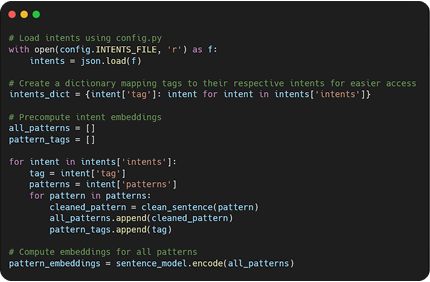 # Load intents using config.py
with open(config.INTENTS_FILE, 'r') as f:
    intents = json.load(f)

# Create a dictionary mapping tags to their respective intents for easier access
intents_dict = {intent['tag']: intent for intent in intents['intents']}

# Precompute intent embeddings
all_patterns = []
pattern_tags = []

for intent in intents['intents']:
    tag = intent['tag']
    patterns = intent['patterns']
    for pattern in patterns:
        cleaned_pattern = clean_sentence(pattern)
        all_patterns.append(cleaned_pattern)
        pattern_tags.append(tag)

# Compute embeddings for all patterns
pattern_embeddings = sentence_model.encode(all_patterns)